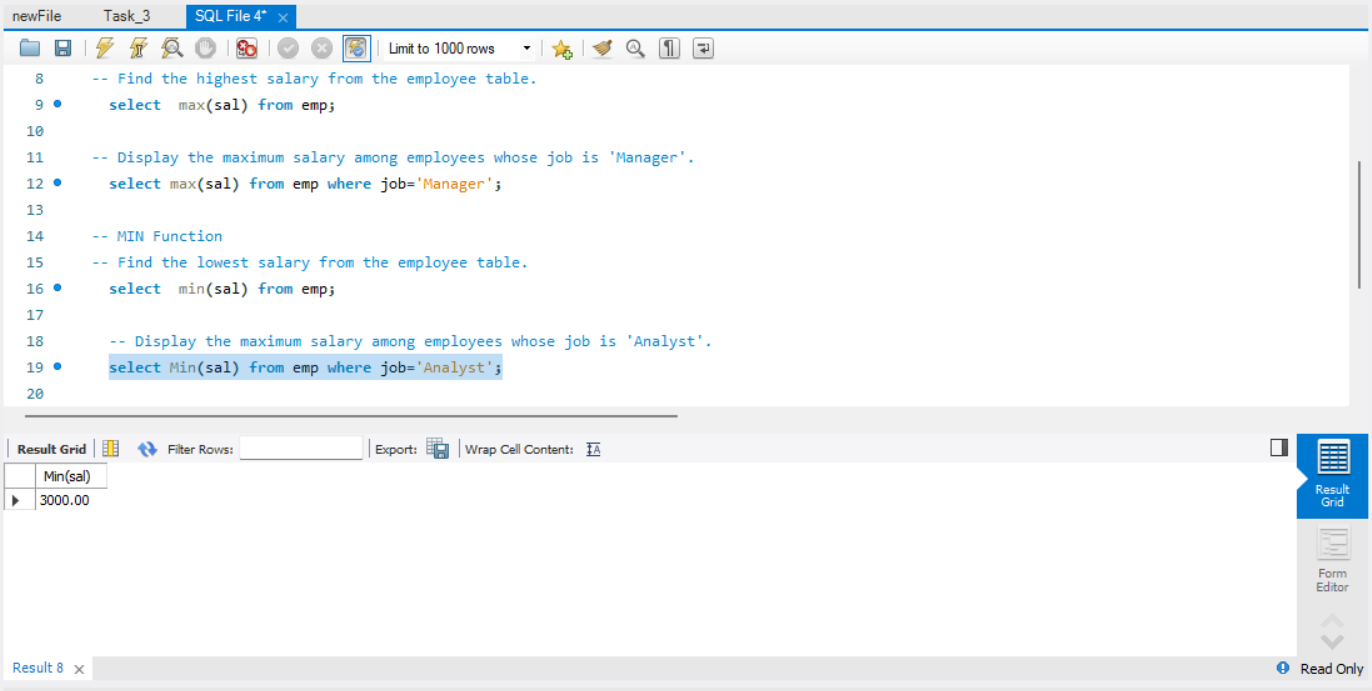 newFile Task_3 SQL File 4*
Limit to 1000 rows
8 -- Find the highest salary from the employee table.
9 select  max(sal) from emp;
10
11 -- Display the maximum salary among employees whose job is 'Manager'.
12 select max(sal) from emp where job='Manager';
13
14 -- MIN Function
15 -- Find the lowest salary from the employee table.
16 select  min(sal) from emp;
17
18 -- Display the maximum salary among employees whose job is 'Analyst'.
19 select Min(sal) from emp where job='Analyst';
20
Result Grid Filter Rows: Export: Wrap Cell Content:
Min(sal)
3000.00
Result
Grid
Form
Editor
Result 8 Read Only